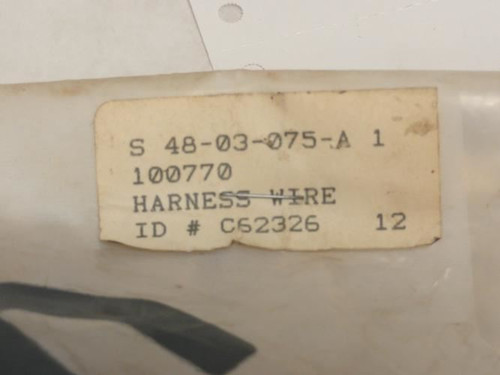 S 48-03-075-A 1
100770
HARNESS WIRE
ID # C62326 12